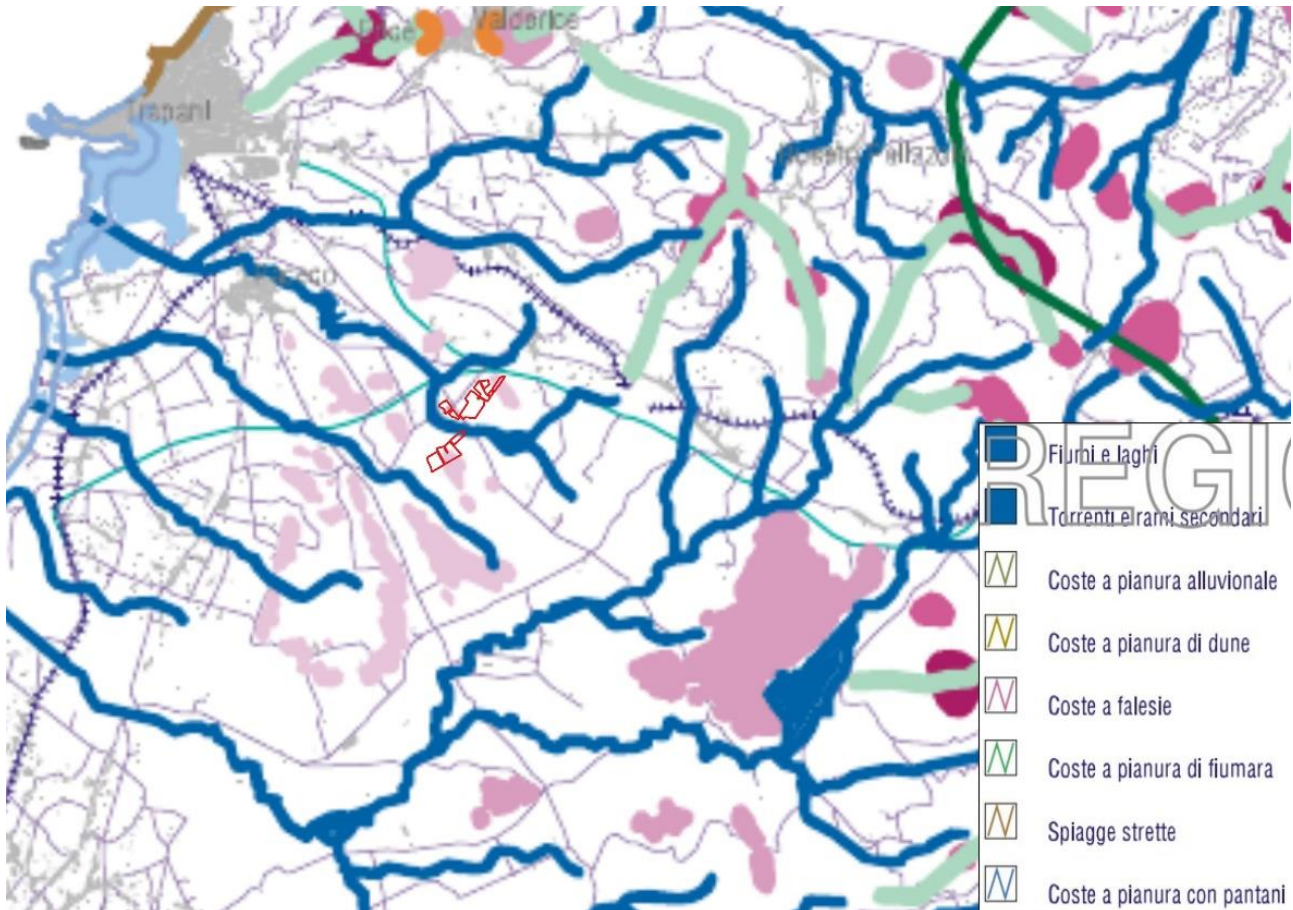 Valderice
Trapani
REGI
Fiumi e laghi
Torrenti e rami secondari
Coste a pianura alluvionale
Coste a pianura di dune
Coste a falesie
Coste a pianura di fiumara
Spiagge strette
Coste a pianura con pantani